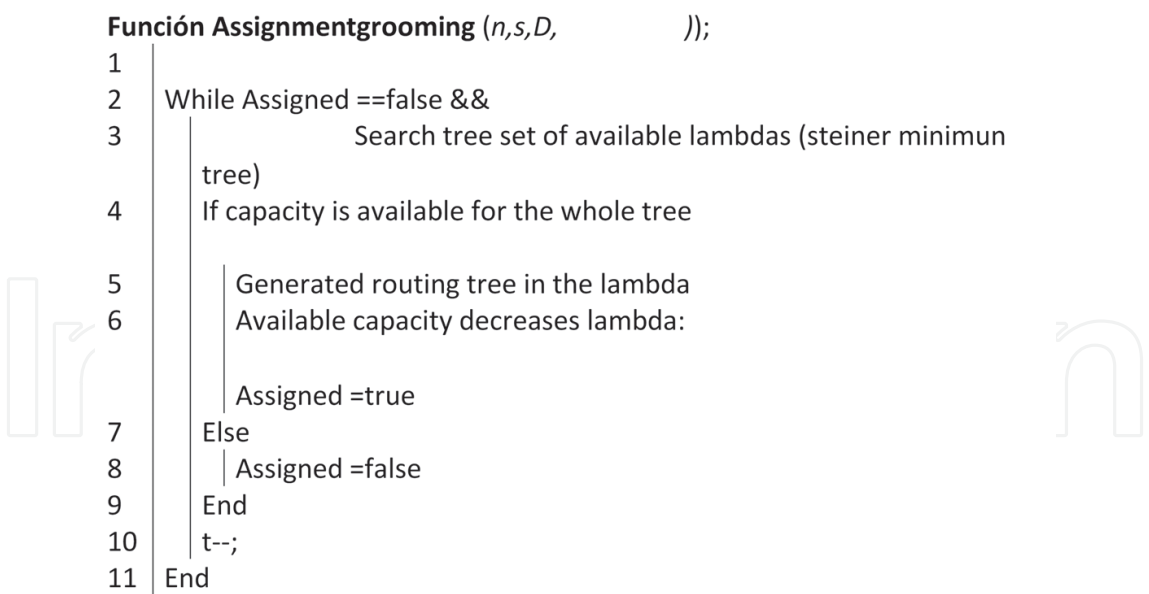 Función Assignmentgrooming (n,s,D, ));
1
2 While Assigned ==false &&
3 Search tree set of available lambdas (steiner minimun
tree)
4 If capacity is available for the whole tree
5 Generated routing tree in the lambda
6 Available capacity decreases lambda:
Assigned =true
7 Else
8 Assigned =false
9 End
10 t--;
11 End